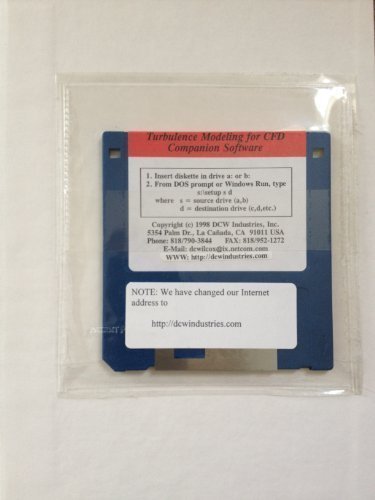 Turbulence Modeling for CFD
Companion Software
1. Insert diskette in drive a: or b:
2. From DOS prompt or Windows Run, type
s:/setup s d
where s = source drive (a,b)
d = destination drive (c,d,etc.)
Copyright (c) 1998 DCW Industries, Inc.
5354 Palm Dr., La Cañada, CA 91011 USA
Phone: 818/790-3844 FAX: 818/952-1272
E-Mail: dcwilcox@ix.netcom.com
WWW: http://dcwindustries.com
NOTE: We have changed our Internet
address to
http://dcwindustries.com